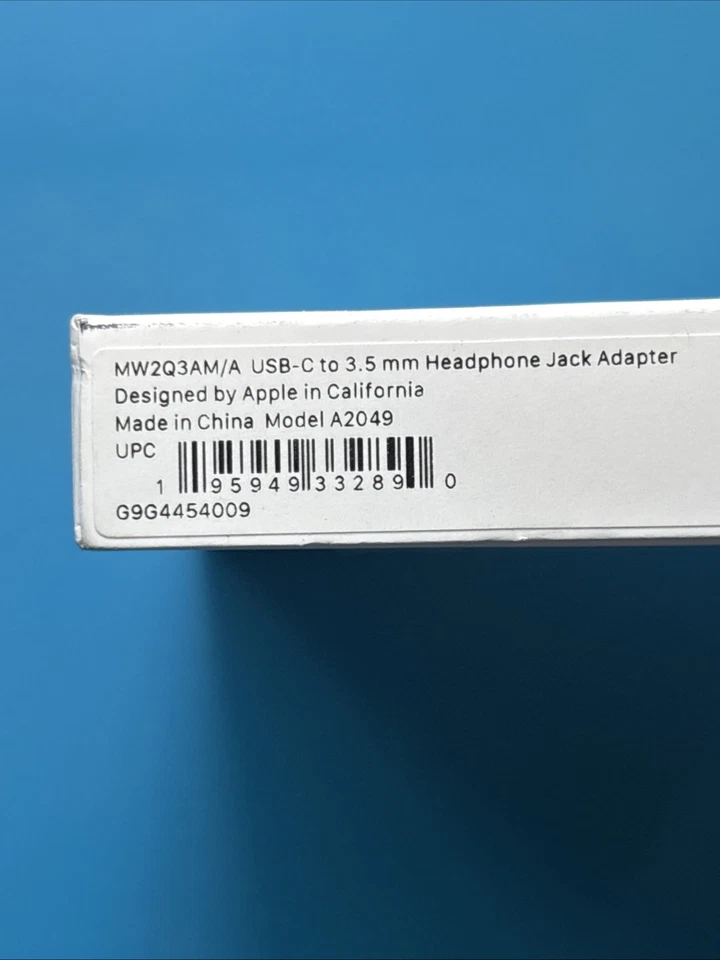 MW2Q3AM/A USB-C to 3.5 mm Headphone Jack Adapter
Designed by Apple in California
Made in China Model A2049
UPC
1 95949 33289 0
G9G4454009